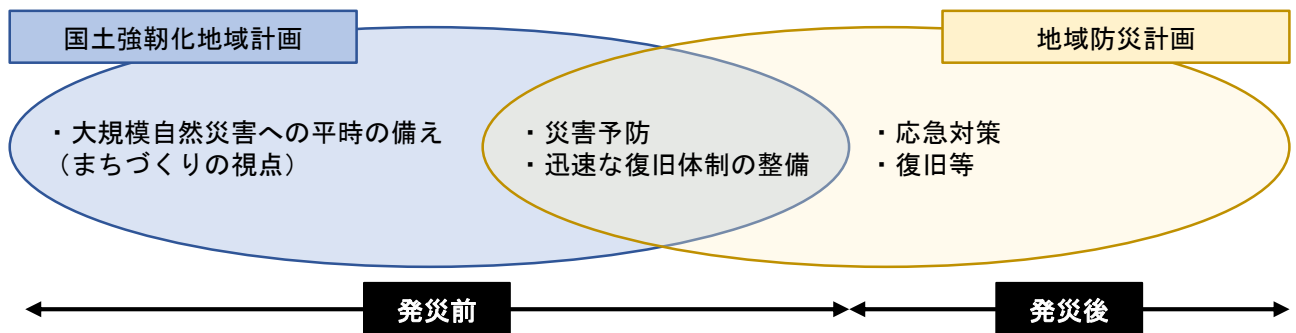 国土強靭化地域計画
地域防災計画
・大規模自然災害への平時の備え
（まちづくりの視点）
・災害予防
・迅速な復旧体制の整備
・応急対策
・復旧等
発災前
発災後